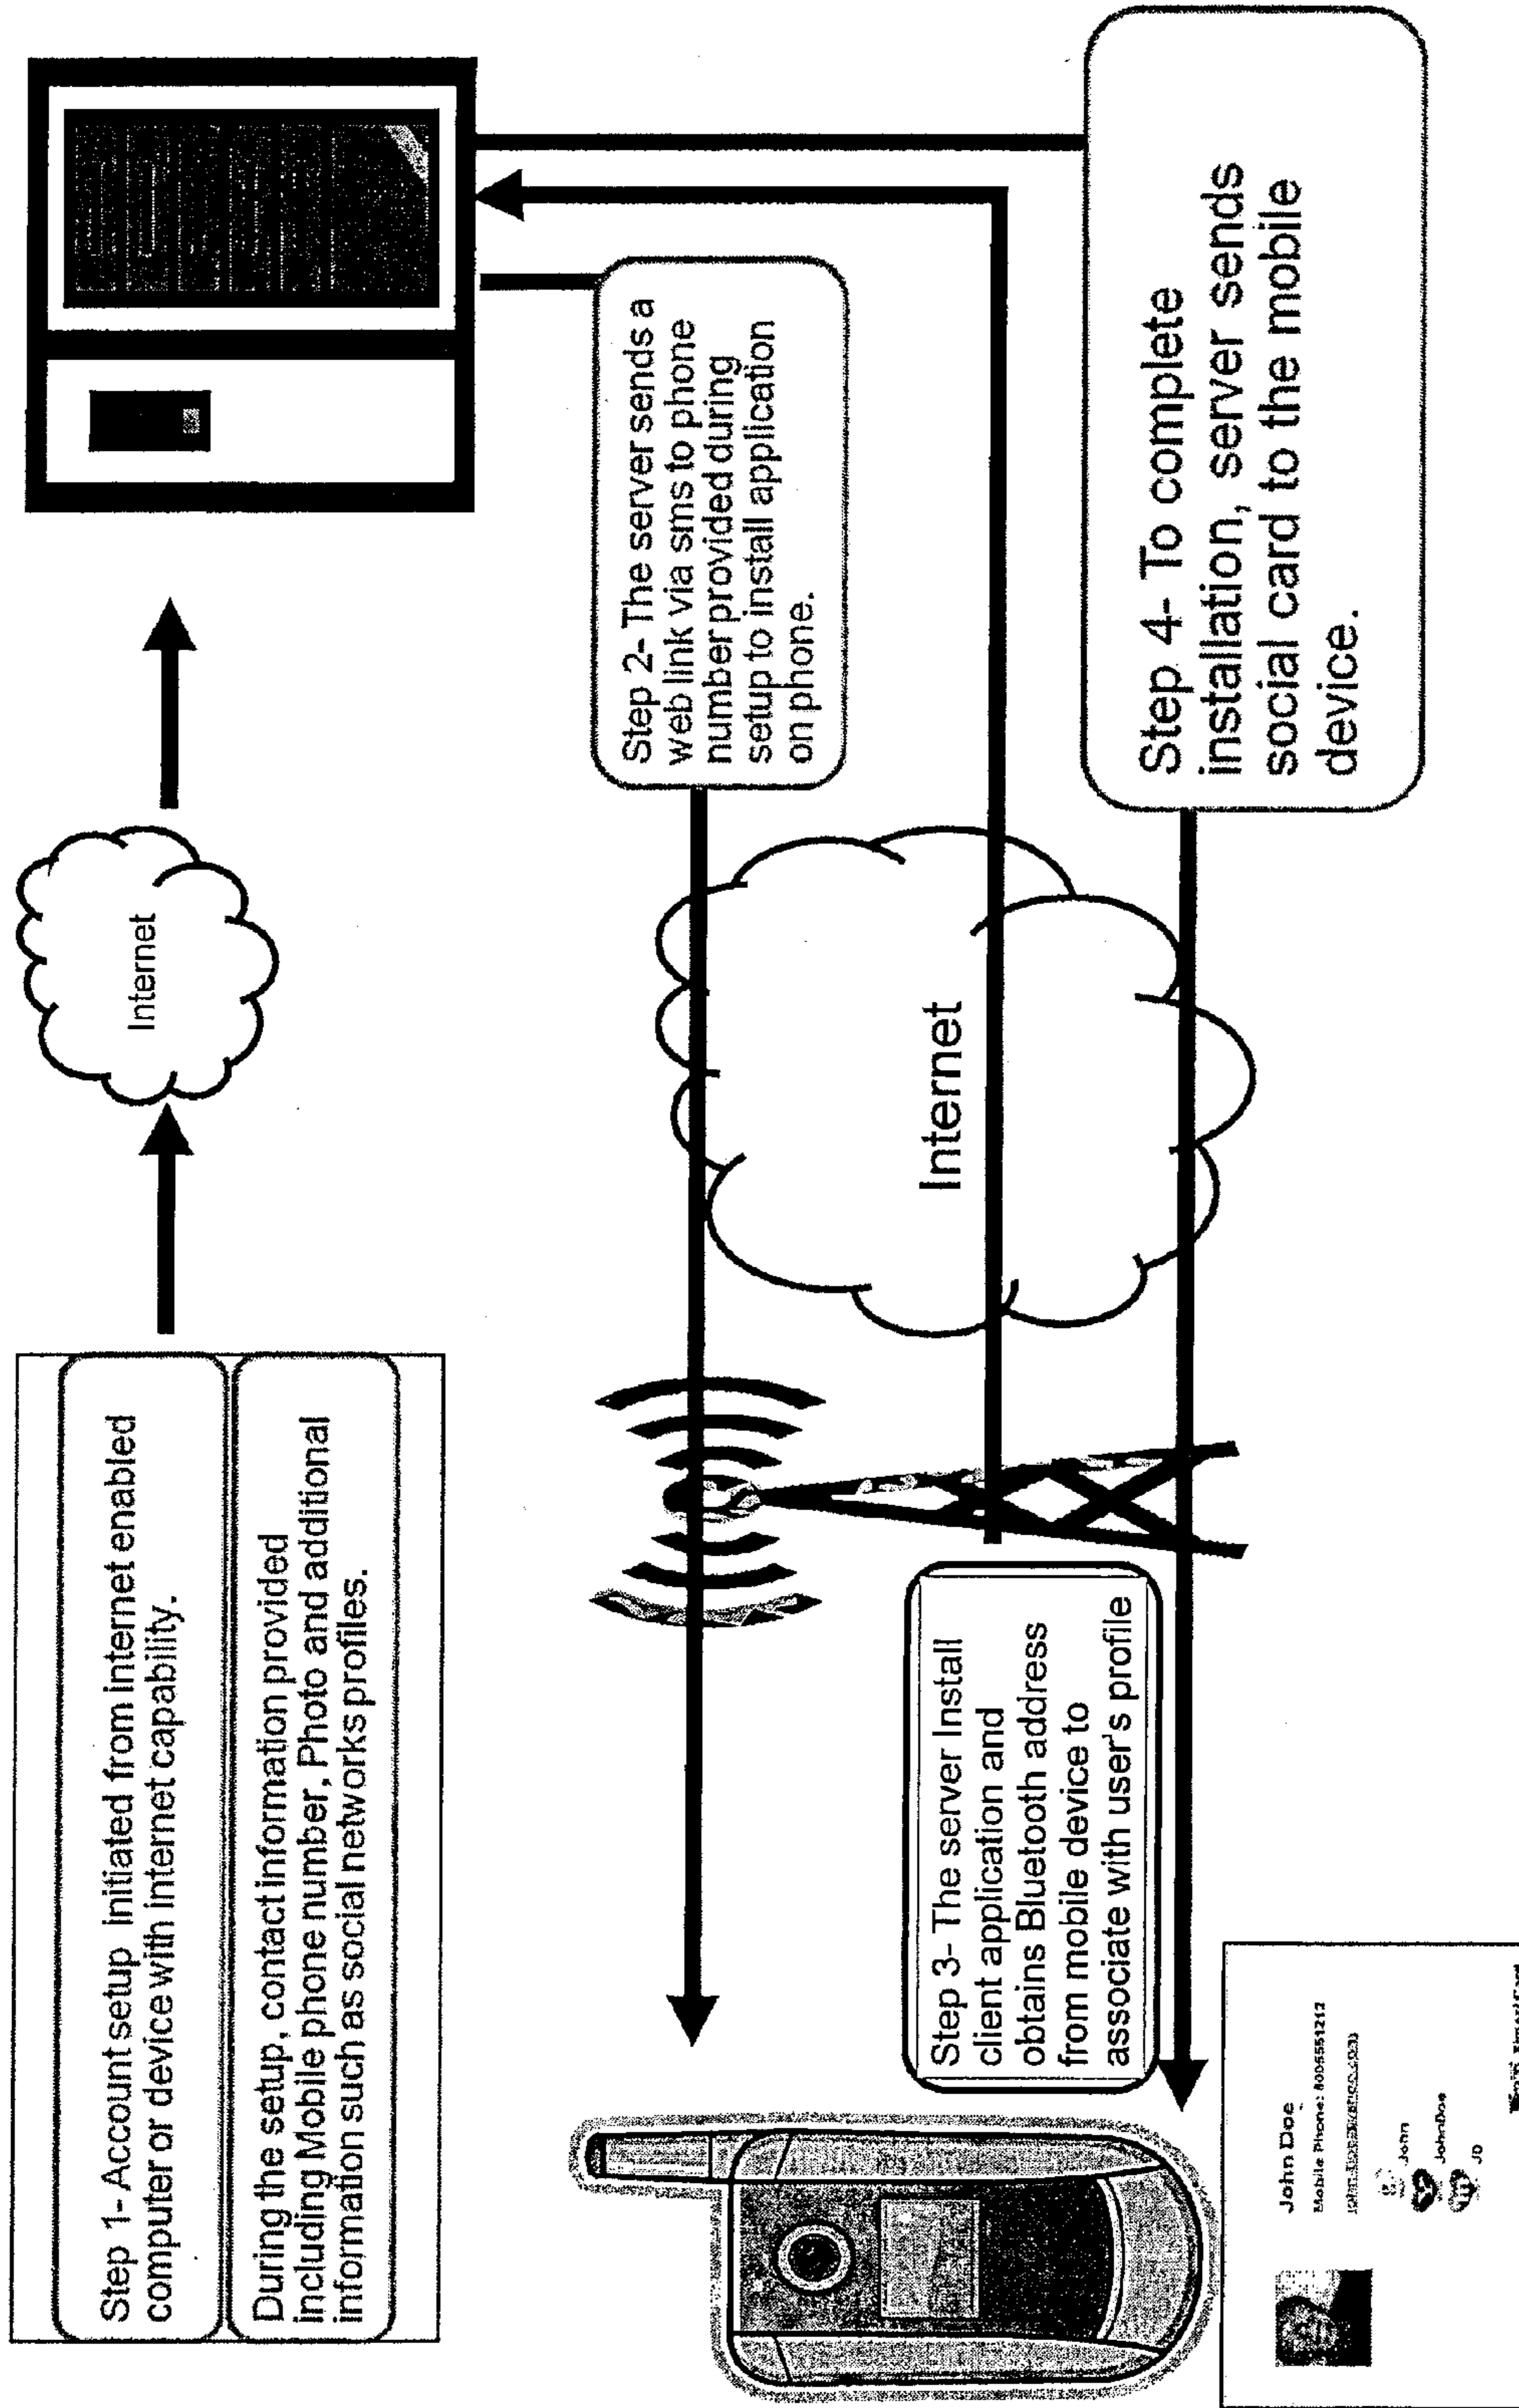 Step 1- Account setup initiated from internet enabled
computer or device with internet capability.
During the setup, contact information provided
including Mobile phone number, Photo and additional
information such as social networks profiles.
Internet
Step 2- The server sends a
web link via sms to phone
number provided during
setup to install application
on phone.
Internet
Step 3- The server Install
client application and
obtains Bluetooth address
from mobile device to
associate with user's profile
Step 4- To complete
installation, server sends
social card to the mobile
device.
John Doe
Mobile Phone: 8005551212
John
JohnDoe
JD